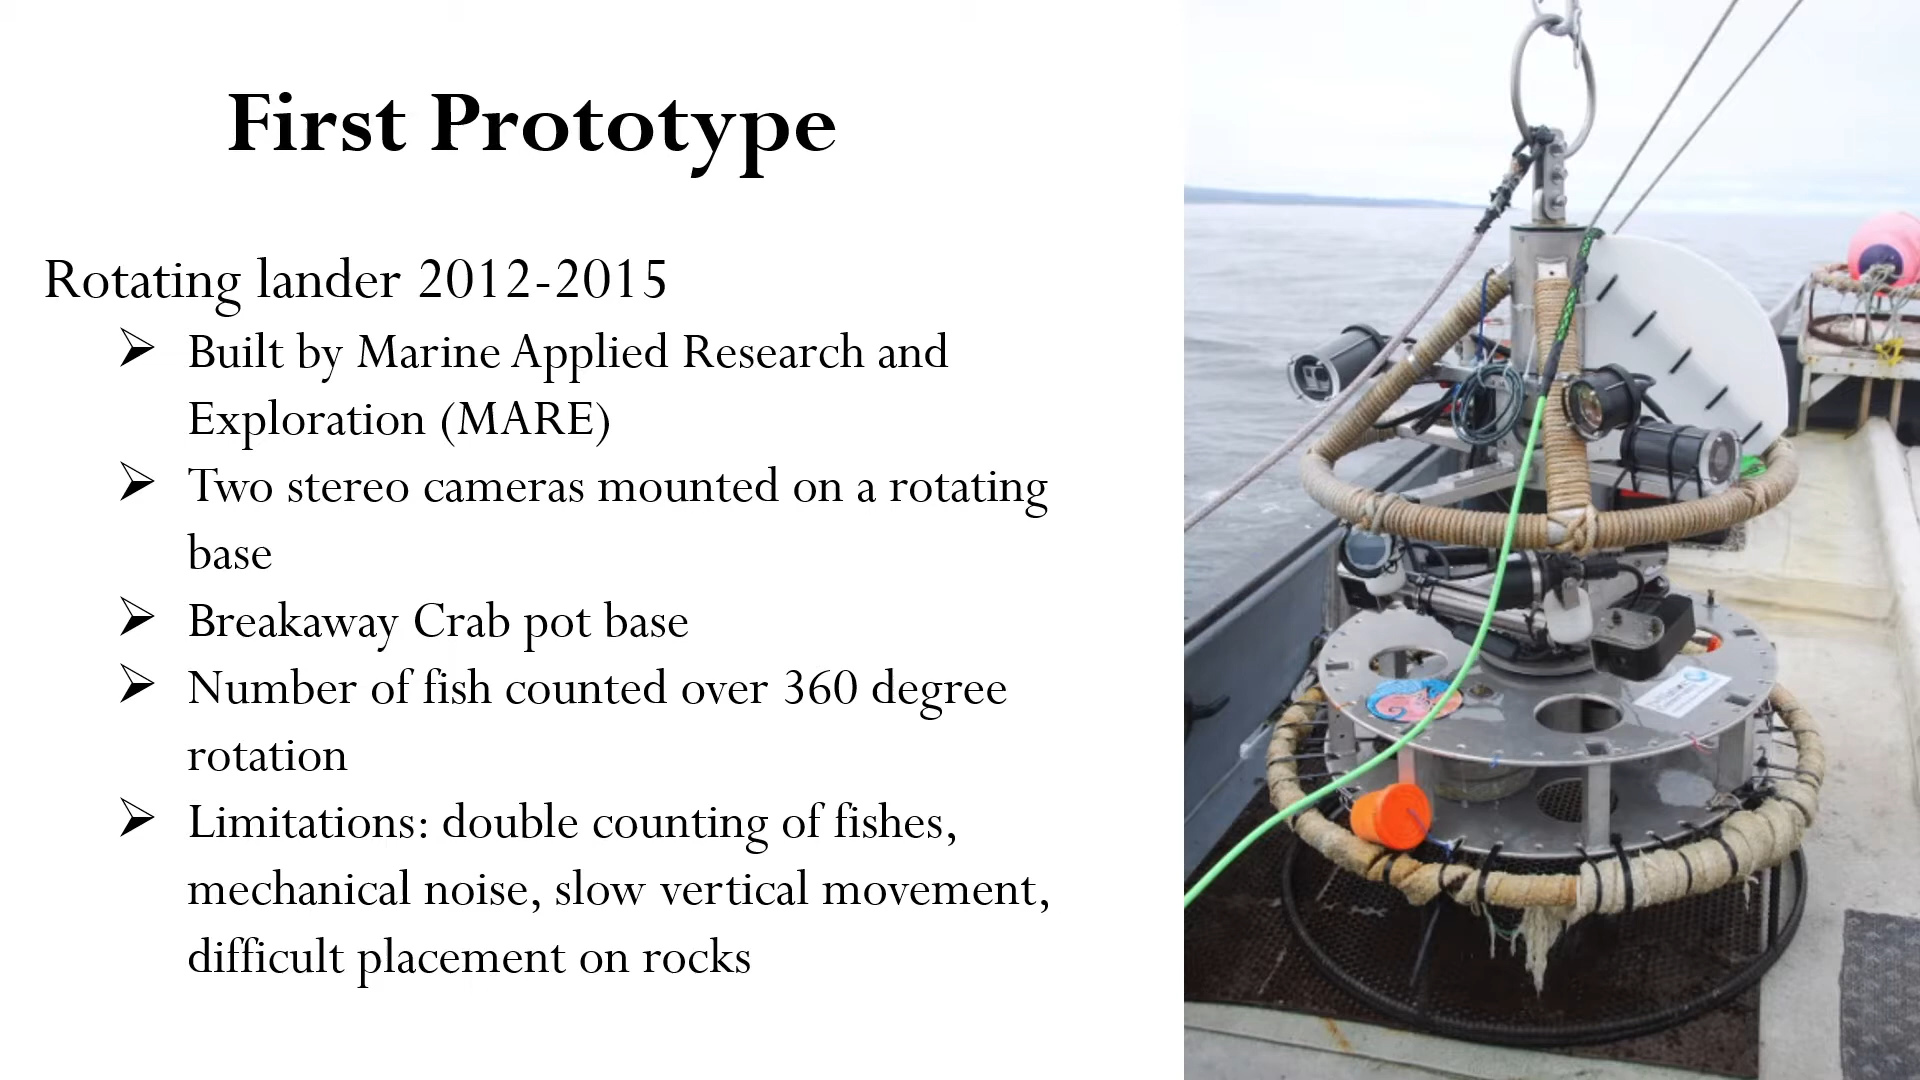 First Prototype
Rotating lander 2012-2015
➢ Built by Marine Applied Research and
Exploration (MARE)
➢ Two stereo cameras mounted on a rotating
base
➢ Breakaway Crab pot base
➢ Number of fish counted over 360 degree
rotation
➢ Limitations: double counting of fishes,
mechanical noise, slow vertical movement,
difficult placement on rocks